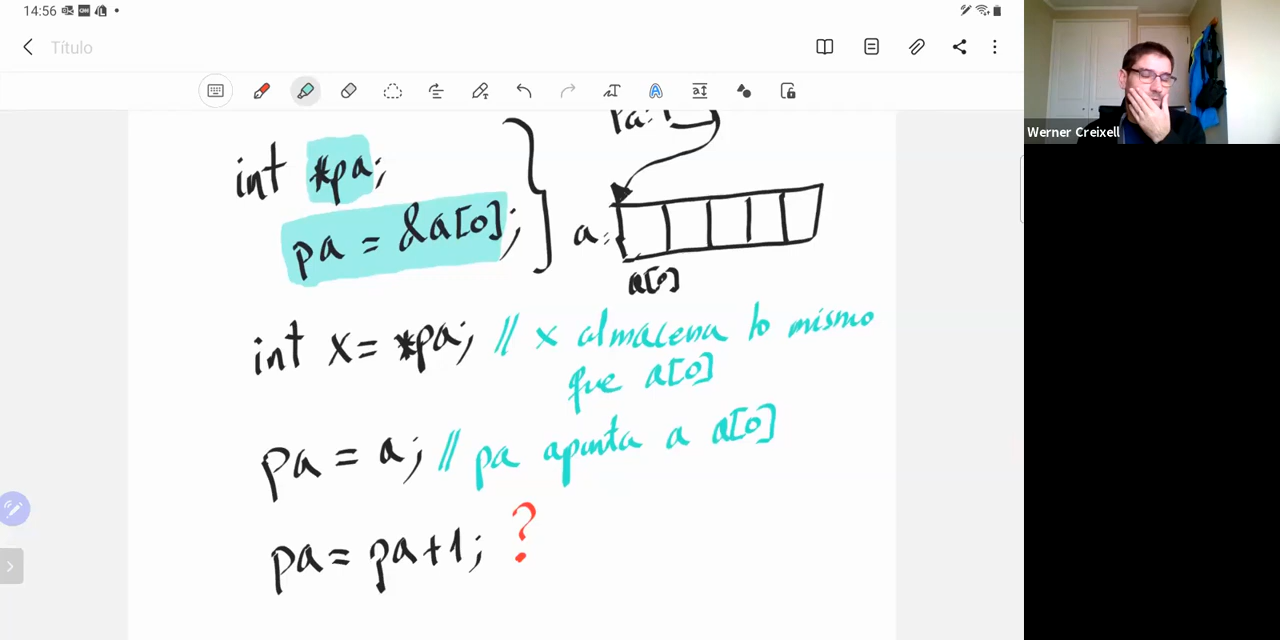 14:56
Título
Werner Creixell
pa:
int *pa;
pa = &a[0];
a:
a[0]
int x = *pa; // x almacena lo mismo
que a[0]
pa = a; // pa apunta a a[0]
pa = pa+1; ?